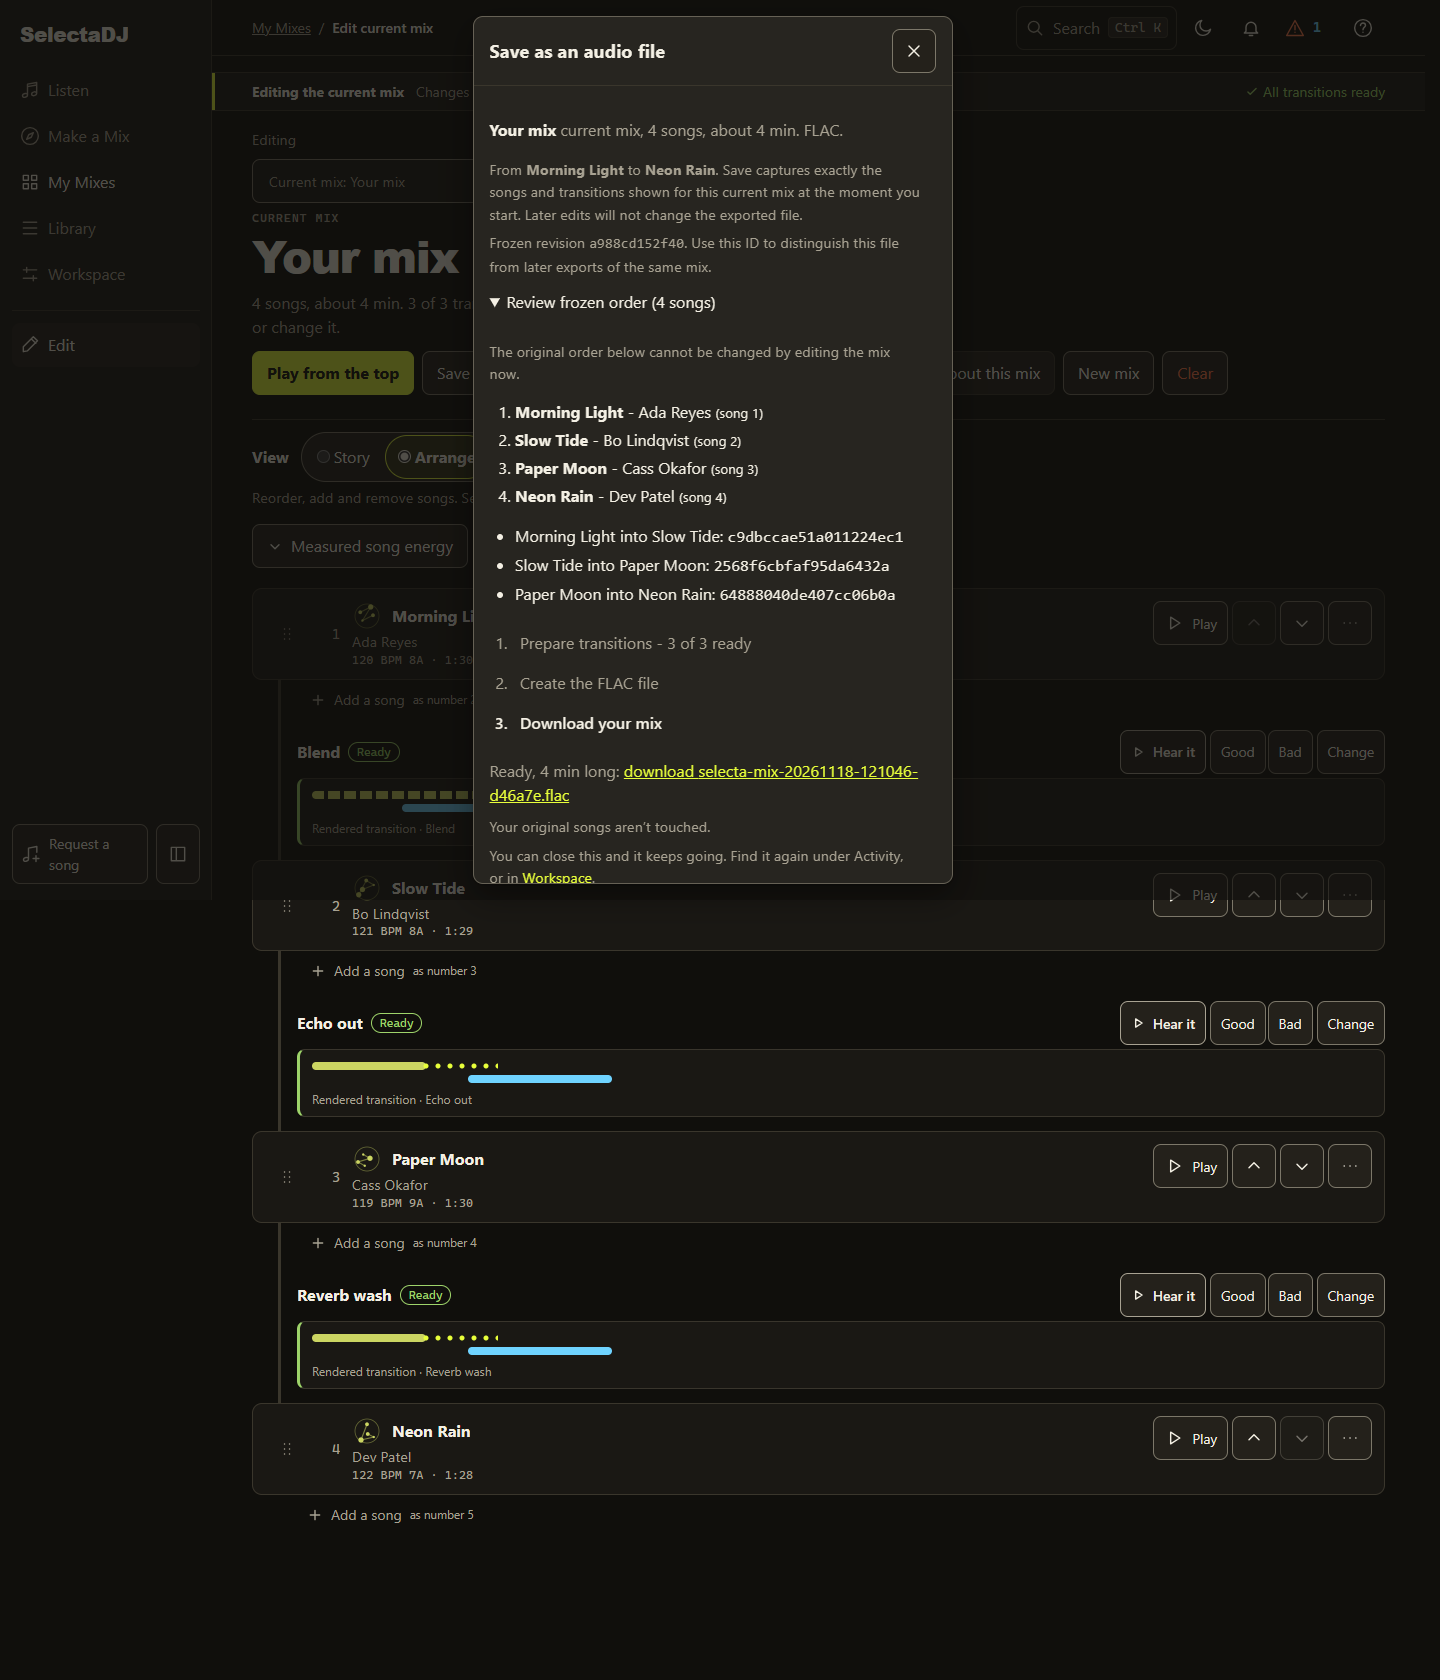 SelectaDJ
Listen
Make a Mix
My Mixes
Library
Workspace
Edit
Request a
song
My Mixes / Edit current mix
Search Ctrl K
1
Editing the current mix Changes
All transitions ready
Editing
Current mix: Your mix
CURRENT MIX
Your mix
4 songs, about 4 min. 3 of 3 tra
or change it.
Play from the top
Save
bout this mix
New mix
Clear
View
Story
Arrange
Reorder, add and remove songs. Se
Measured song energy
Save as an audio file
Your mix current mix, 4 songs, about 4 min. FLAC.
From Morning Light to Neon Rain. Save captures exactly the
songs and transitions shown for this current mix at the moment you
start. Later edits will not change the exported file.
Frozen revision a988cd152f40. Use this ID to distinguish this file
from later exports of the same mix.
▼ Review frozen order (4 songs)
The original order below cannot be changed by editing the mix
now.
1. Morning Light - Ada Reyes (song 1)
2. Slow Tide - Bo Lindqvist (song 2)
3. Paper Moon - Cass Okafor (song 3)
4. Neon Rain - Dev Patel (song 4)
• Morning Light into Slow Tide: c9dbccae51a011224ec1
• Slow Tide into Paper Moon: 2568f6cbfaf95da6432a
• Paper Moon into Neon Rain: 64888040de407cc06b0a
1. Prepare transitions - 3 of 3 ready
2. Create the FLAC file
3. Download your mix
Ready, 4 min long: download selecta-mix-20261118-121046-
d46a7e.flac
Your original songs aren't touched.
You can close this and it keeps going. Find it again under Activity,
or in Workspace.
1
Morning Li
Ada Reyes
120 BPM 8A · 1:30
Play
Add a song as number 2
Blend Ready
Hear it
Good
Bad
Change
Rendered transition · Blend
2
Slow Tide
Bo Lindqvist
121 BPM 8A · 1:29
Play
Add a song as number 3
Echo out Ready
Hear it
Good
Bad
Change
Rendered transition · Echo out
3
Paper Moon
Cass Okafor
119 BPM 9A · 1:30
Play
Add a song as number 4
Reverb wash Ready
Hear it
Good
Bad
Change
Rendered transition · Reverb wash
4
Neon Rain
Dev Patel
122 BPM 7A · 1:28
Play
Add a song as number 5